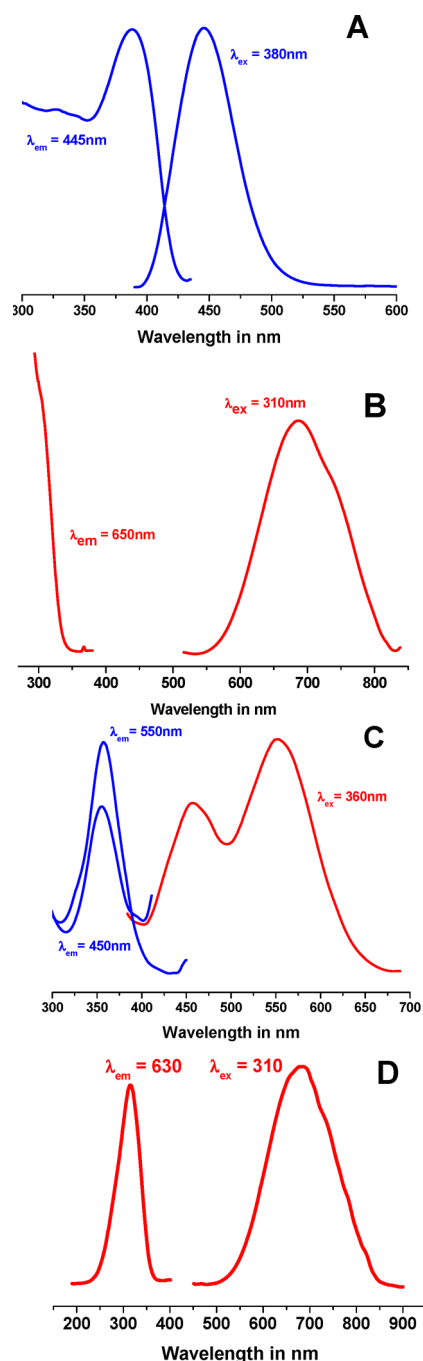 A
λex = 380nm
λem = 445nm
300 350 400 450 500 550 600
Wavelength in nm
B
λex = 310nm
λem = 650nm
300 400 500 600 700 800
Wavelength in nm
C
λem = 550nm
λex = 360nm
λem = 450nm
300 350 400 450 500 550 600 650 700
Wavelength in nm
D
λem = 630 λex = 310
200 300 400 500 600 700 800 900
Wavelength in nm